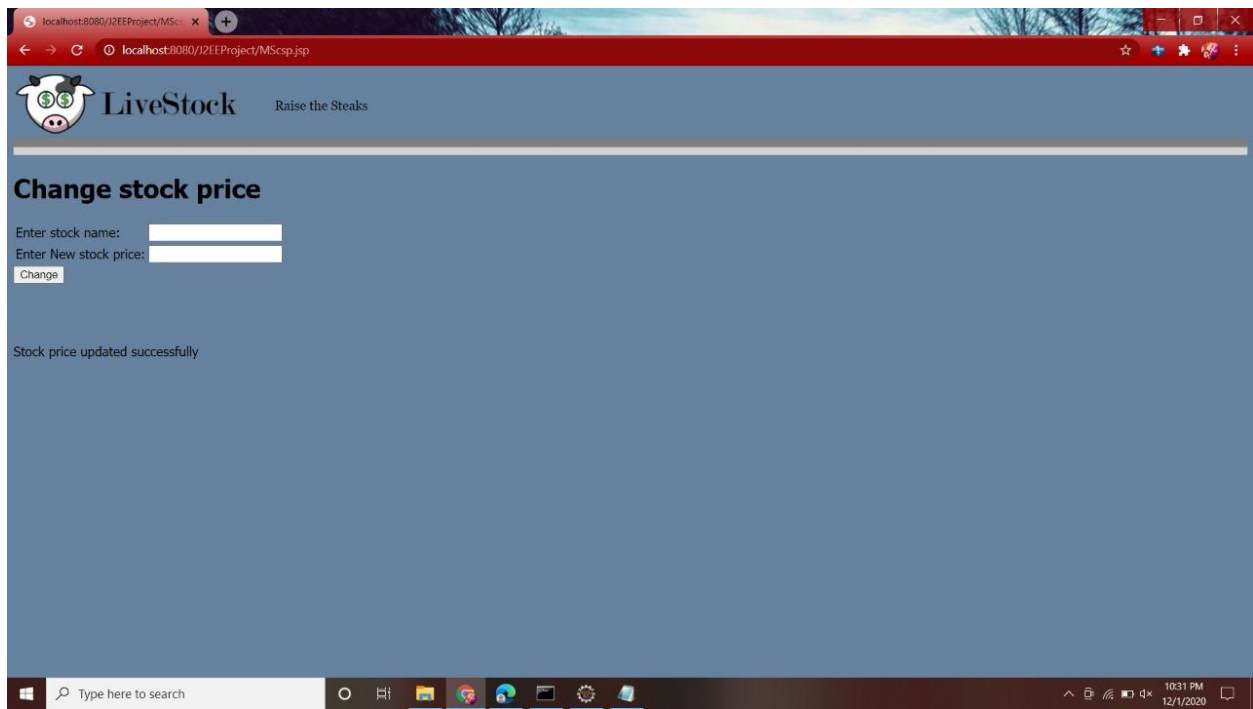 localhost:8080/J2EEProject/MSc
localhost:8080/J2EEProject/MScsp.jsp
LiveStock
Raise the Steaks
Change stock price
Enter stock name:
Enter New stock price:
Change
Stock price updated successfully
Type here to search
10:31 PM
12/1/2020